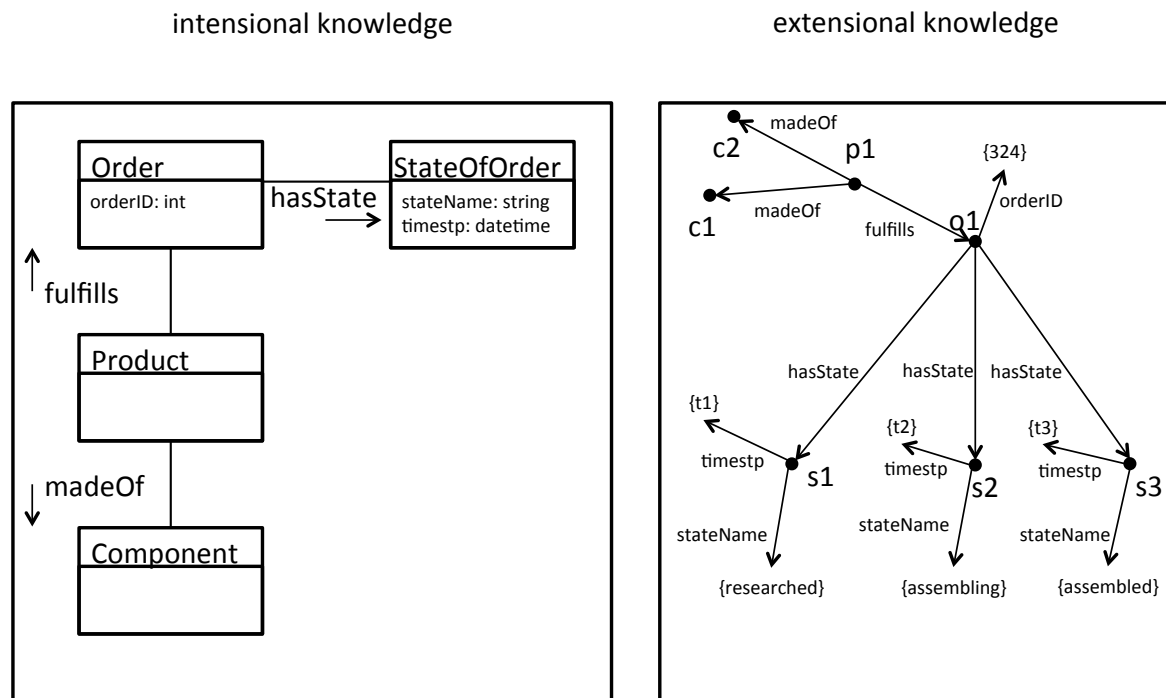 intensional knowledge
extensional knowledge
Order
orderID: int
hasState
StateOfOrder
stateName: string
timestp: datetime
fulfills
Product
madeOf
Component
madeOf
c2
p1
{324}
c1
madeOf
orderID
fulfills
o1
hasState
hasState
hasState
{t1}
{t2}
{t3}
timestp
timestp
timestp
s1
s2
s3
stateName
stateName
stateName
{researched}
{assembling}
{assembled}